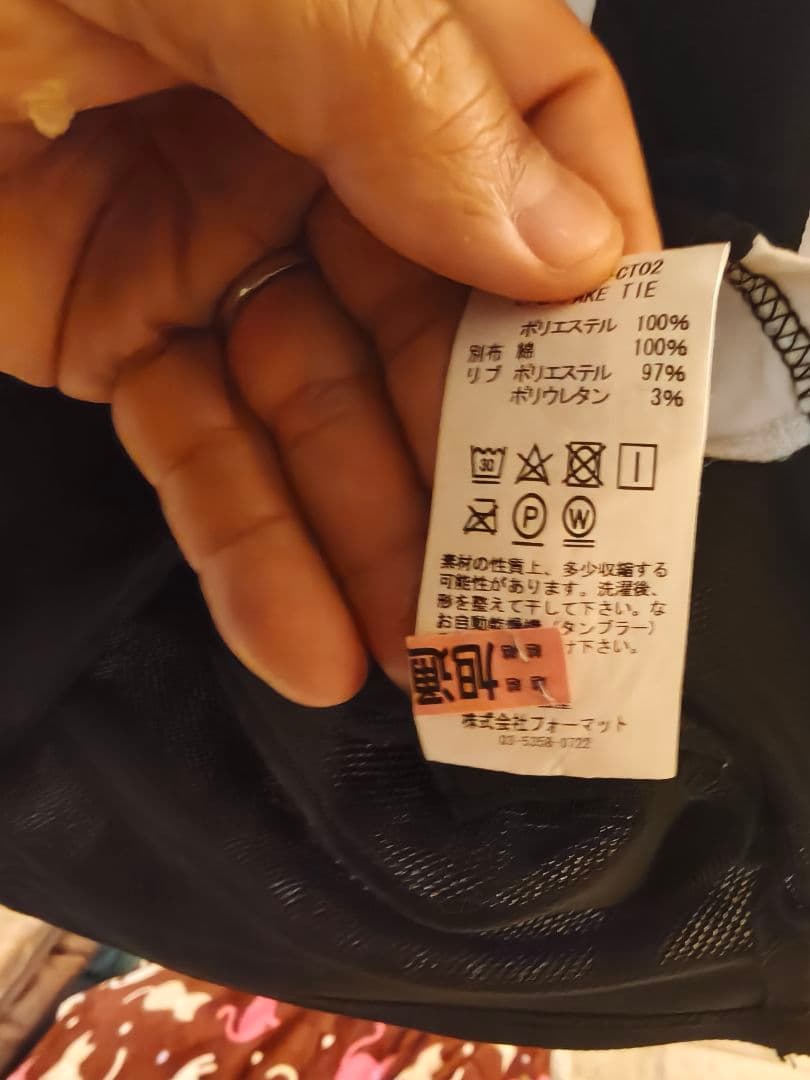 CT02
TIE
ポリエステル 100%
別布 綿 100%
リブ ポリエステル 97%
ポリウレタン 3%
30
P W
素材の性質上、多少収縮する
可能性があります。洗濯後、
形を整えて干して下さい。な
お自動乾燥機(タンブラー)
け下さい。
旭
株式会社フォーマット
03-5358-0722